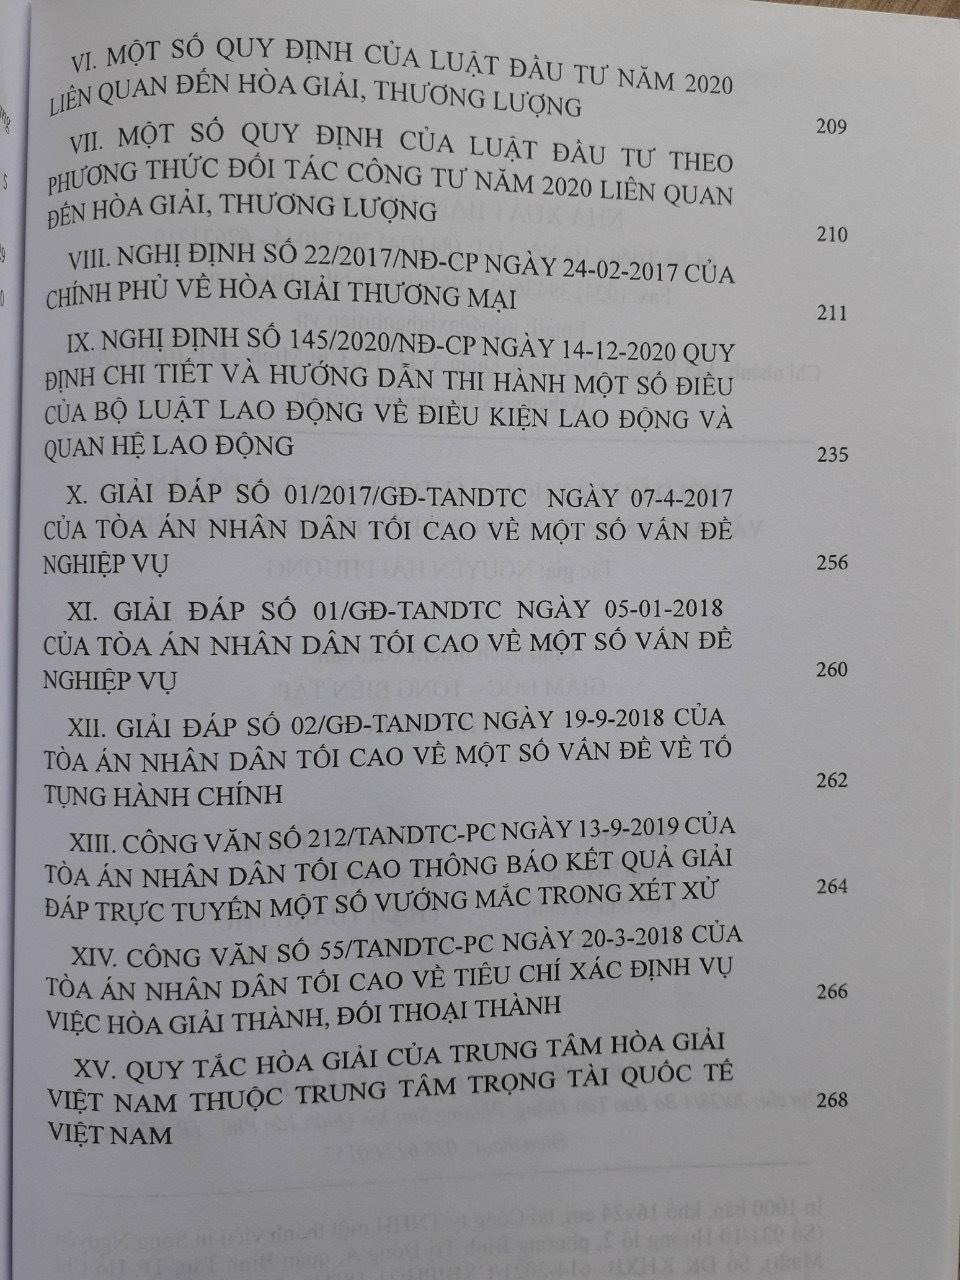 VI. MỘT SỐ QUY ĐỊNH CỦA LUẬT ĐẦU TƯ NĂM 2020
LIÊN QUAN ĐẾN HÒA GIẢI, THƯƠNG LƯỢNG
209
VII. MỘT SỐ QUY ĐỊNH CỦA LUẬT ĐẦU TƯ THEO
PHƯƠNG THỨC ĐỐI TÁC CÔNG TƯ NĂM 2020 LIÊN QUAN
ĐẾN HÒA GIẢI, THƯƠNG LƯỢNG
210
VIII. NGHỊ ĐỊNH SỐ 22/2017/NĐ-CP NGÀY 24-02-2017 CỦA
CHÍNH PHỦ VỀ HÒA GIẢI THƯƠNG MẠI
211
IX. NGHỊ ĐỊNH SỐ 145/2020/NĐ-CP NGÀY 14-12-2020 QUY
ĐỊNH CHI TIẾT VÀ HƯỚNG DẪN THI HÀNH MỘT SỐ ĐIỀU
CỦA BỘ LUẬT LAO ĐỘNG VỀ ĐIỀU KIỆN LAO ĐỘNG VÀ
QUAN HỆ LAO ĐỘNG
235
X. GIẢI ĐÁP SỐ 01/2017/GĐ-TANDTC NGÀY 07-4-2017
CỦA TÒA ÁN NHÂN DÂN TỐI CAO VỀ MỘT SỐ VẤN ĐỀ
NGHIỆP VỤ
256
XI. GIẢI ĐÁP SỐ 01/GĐ-TANDTC NGÀY 05-01-2018
CỦA TÒA ÁN NHÂN DÂN TỐI CAO VỀ MỘT SỐ VẤN ĐỀ
NGHIỆP VỤ
260
XII. GIẢI ĐÁP SỐ 02/GĐ-TANDTC NGÀY 19-9-2018 CỦA
TÒA ÁN NHÂN DÂN TỐI CAO VỀ MỘT SỐ VẤN ĐỀ VỀ TỐ
TỤNG HÀNH CHÍNH
262
XIII. CÔNG VĂN SỐ 212/TANDTC-PC NGÀY 13-9-2019 CỦA
TÒA ÁN NHÂN DÂN TỐI CAO THÔNG BÁO KẾT QUẢ GIẢI
ĐÁP TRỰC TUYẾN MỘT SỐ VƯỚNG MẮC TRONG XÉT XỬ
264
XIV. CÔNG VĂN SỐ 55/TANDTC-PC NGÀY 20-3-2018 CỦA
TÒA ÁN NHÂN DÂN TỐI CAO VỀ TIÊU CHÍ XÁC ĐỊNH VỤ
VIỆC HÒA GIẢI THÀNH, ĐỐI THOẠI THÀNH
266
XV. QUY TẮC HÒA GIẢI CỦA TRUNG TÂM HÒA GIẢI
VIỆT NAM THUỘC TRUNG TÂM TRỌNG TÀI QUỐC TẾ
VIỆT NAM
268